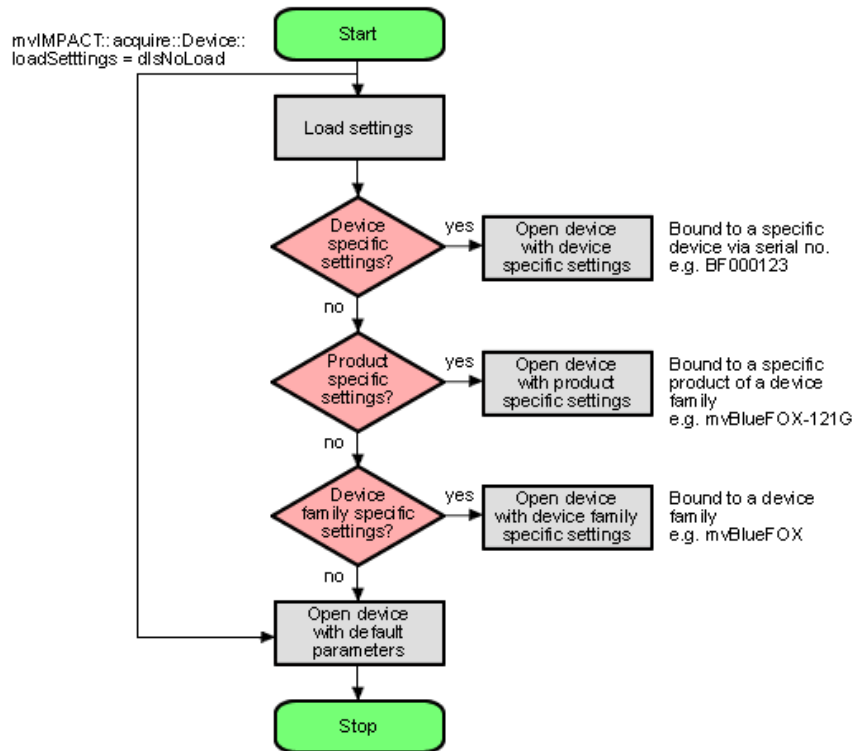 Start
mvIMPACT::acquire::Device::
loadSetttings = dlsNoLoad
Load settings
Device
specific
settings?
yes
Open device
with device
specific settings
Bound to a specific
device via serial no.
e.g. BF000123
no
Product
specific
settings?
yes
Open device
with product
specific settings
Bound to a specific
product of a device
family
e.g. mvBlueFOX-121G
no
Device
family specific
settings?
yes
Open device
with device family
specific settings
Bound to a device
family
e.g. mvBlueFOX
no
Open device
with default
parameters
Stop